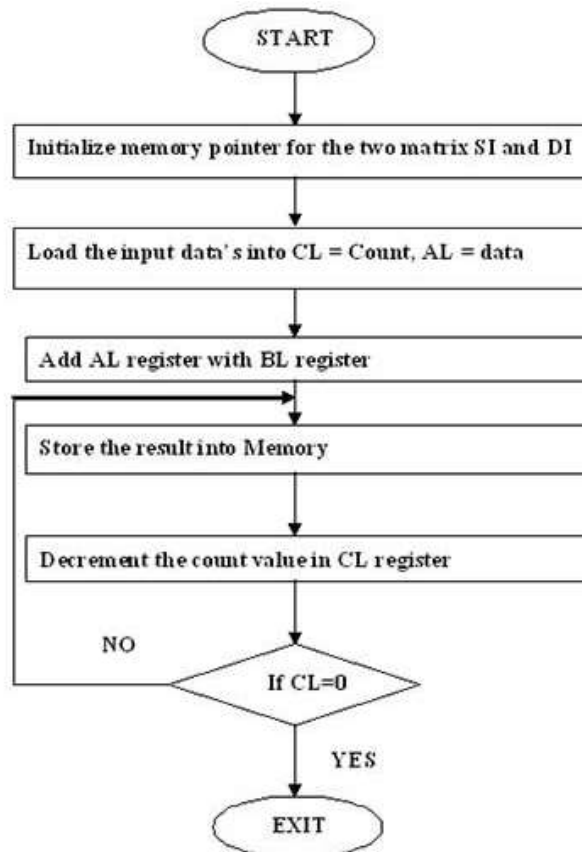 START
Initialize memory pointer for the two matrix SI and DI
Load the input data's into CL = Count, AL = data
Add AL register with BL register
Store the result into Memory
Decrement the count value in CL register
NO
If CL=0
YES
EXIT